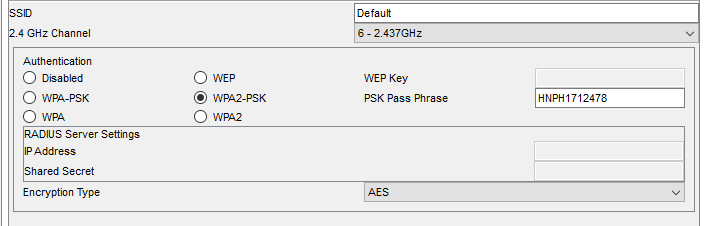 SSID Default
2.4 GHz Channel 6 - 2.437GHz
Authentication
Disabled WEP WEP Key
WPA-PSK WPA2-PSK PSK Pass Phrase HNPH1712478
WPA WPA2
RADIUS Server Settings
IP Address
Shared Secret
Encryption Type AES